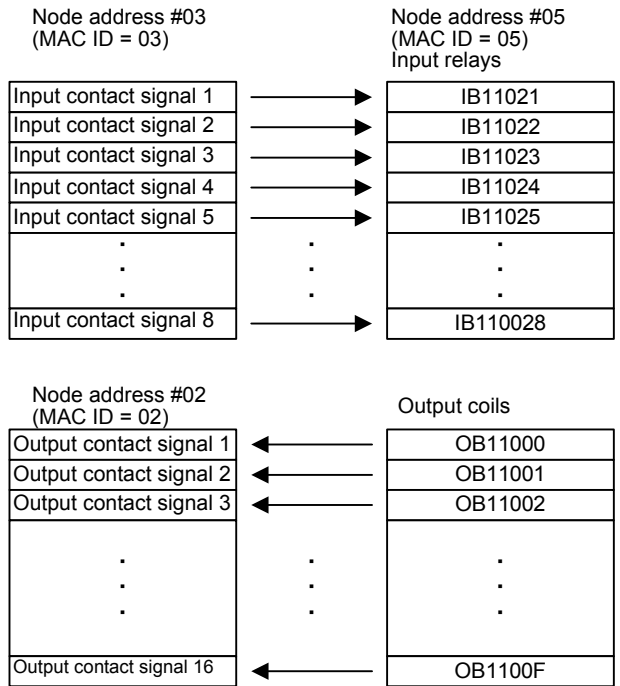 Node address #03
(MAC ID = 03)
Node address #05
(MAC ID = 05)
Input relays
Input contact signal 1
IB11021
Input contact signal 2
IB11022
Input contact signal 3
IB11023
Input contact signal 4
IB11024
Input contact signal 5
IB11025
Input contact signal 8
IB110028
Node address #02
(MAC ID = 02)
Output coils
Output contact signal 1
OB11000
Output contact signal 2
OB11001
Output contact signal 3
OB11002
Output contact signal 16
OB1100F